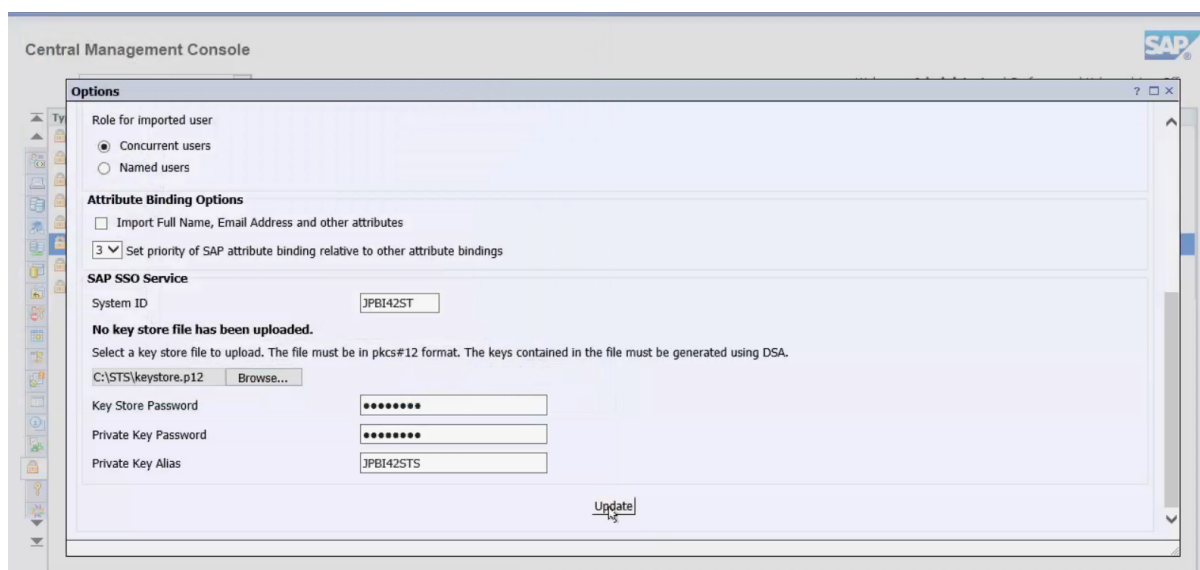 Central Management Console
SAP
Options
? □ ×
Ty
Role for imported user
Concurrent users
Named users
Attribute Binding Options
Import Full Name, Email Address and other attributes
3 Set priority of SAP attribute binding relative to other attribute bindings
SAP SSO Service
System ID JPBI42ST
No key store file has been uploaded.
Select a key store file to upload. The file must be in pkcs#12 format. The keys contained in the file must be generated using DSA.
C:\STS\keystore.p12 Browse...
Key Store Password ●●●●●●●●
Private Key Password ●●●●●●●●
Private Key Alias JPBI42STS
Update